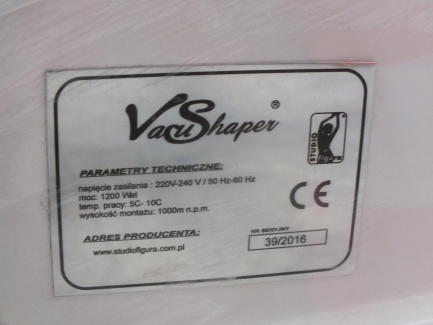 VacuShaper ®
STUDIO
figura
PARAMETRY TECHNICZNE:
napięcie zasilania : 220V-240 V / 50 Hz-60 Hz
moc: 1200 Wat
temp. pracy: 5C- 10C
wysokość montażu: 1000m n.p.m.
CE
ADRES PRODUCENTA:
www.studiofigura.com.pl
NR SERYJNY
39/2016